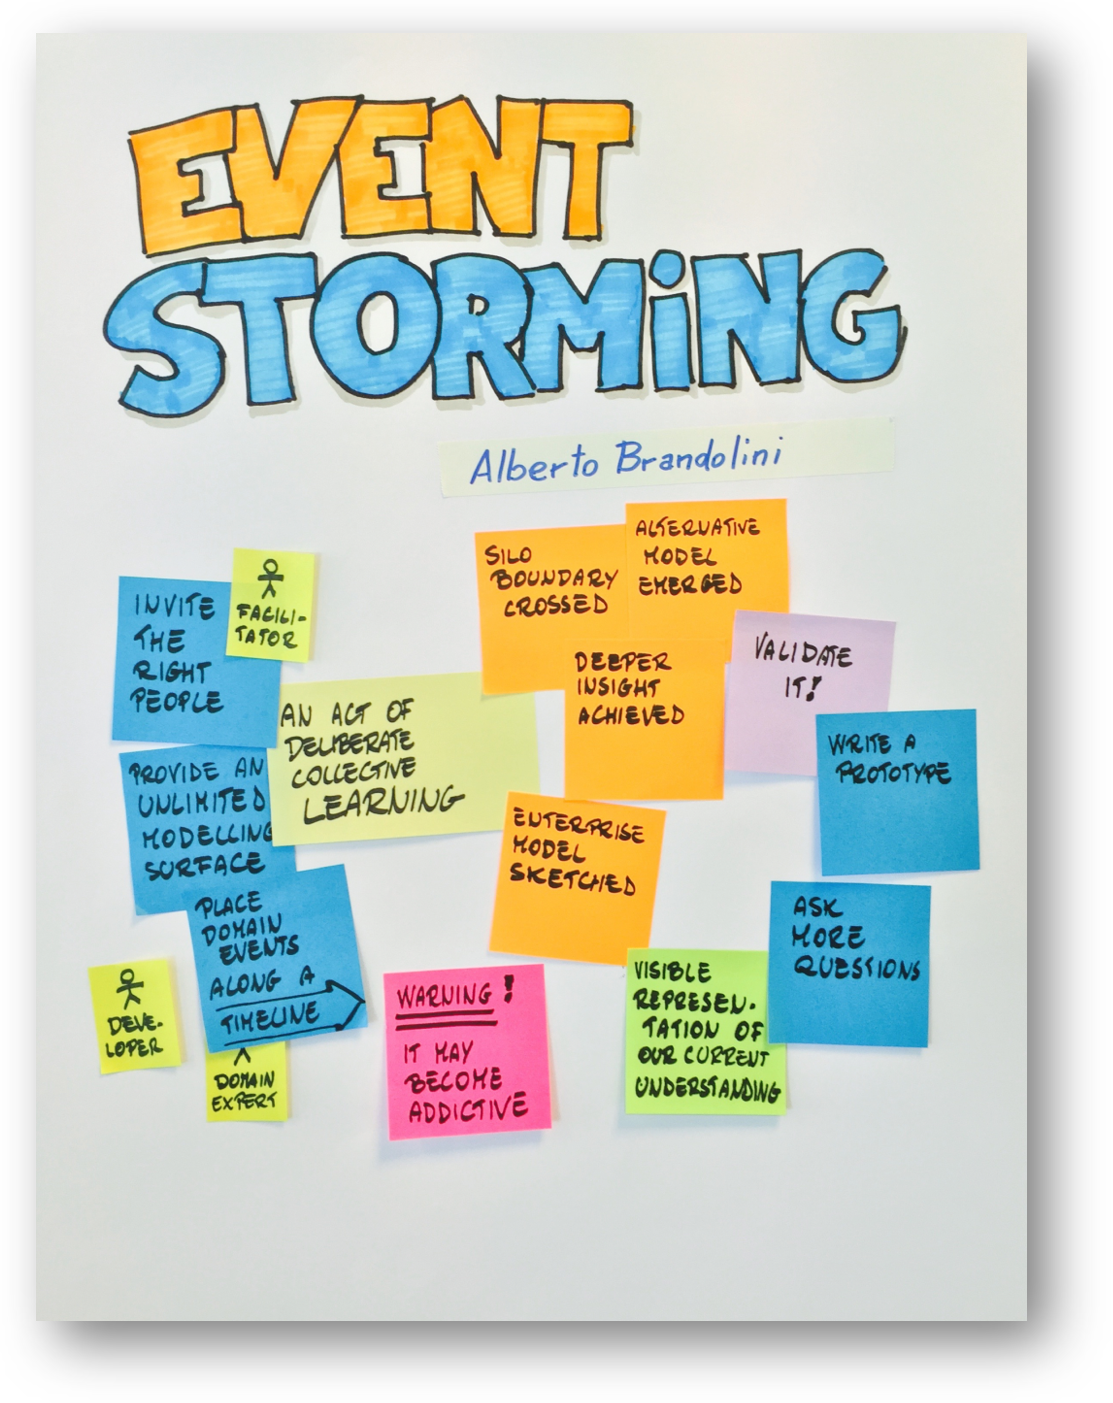 EVENT
STORMiNG
Alberto Brandolini
INVITE
THE
RIGHT
PEOPLE
FACILI-
TATOR
PROVIDE AN
UNLIMITED
MODELLING
SURFACE
AN ACT OF
DELIBERATE
COLLECTIVE
LEARNING
PLACE
DOMAIN
EVENTS
ALONG A
TIMELINE
DEVE-
LOPER
DOMAIN
EXPERT
SILO
BOUNDARY
CROSSED
ALTERNATIVE
MODEL
EMERGED
DEEPER
INSIGHT
ACHIEVED
VALIDATE
IT!
WRITE A
PROTOTYPE
ENTERPRISE
MODEL
SKETCHED
ASK
MORE
QUESTIONS
WARNING!
IT MAY
BECOME
ADDICTIVE
VISIBLE
REPRESEN-
TATION OF
OUR CURRENT
UNDERSTANDING